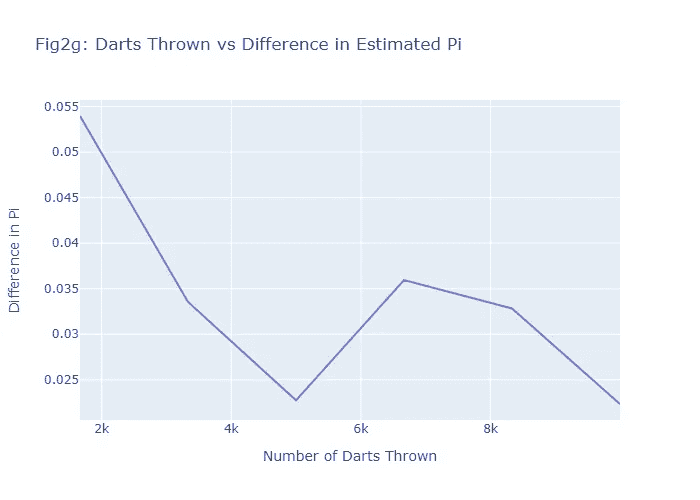 Fig2g: Darts Thrown vs Difference in Estimated Pi
0.055
0.05
0.045
0.04
0.035
0.03
0.025
Difference in Pi
2k
4k
6k
8k
Number of Darts Thrown